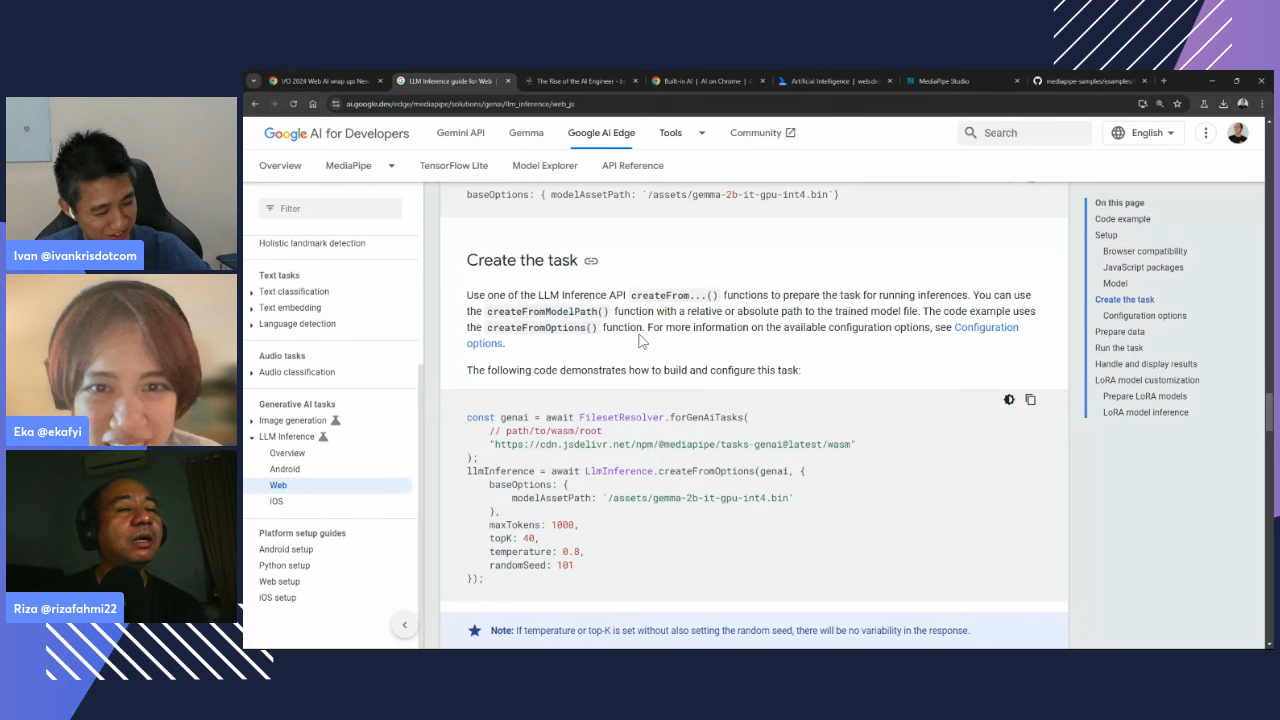 I/O 2024 Web AI wrap up: New
LLM Inference guide for Web |
The Rise of the AI Engineer - b
Built-in AI | AI on Chrome | C
Artificial Intelligence | web.de
MediaPipe Studio
mediapipe-samples/examples/
ai.google.dev/edge/mediapipe/solutions/genai/llm_inference/web_js
Google AI for Developers
Gemini API
Gemma
Google AI Edge
Tools
Community
Search
English
Overview
MediaPipe
TensorFlow Lite
Model Explorer
API Reference
Filter
Holistic landmark detection
Text tasks
Text classification
Text embedding
Language detection
Audio tasks
Audio classification
Generative AI tasks
Image generation
LLM Inference
Overview
Android
Web
iOS
Platform setup guides
Android setup
Python setup
Web setup
iOS setup
baseOptions: { modelAssetPath: `/assets/gemma-2b-it-gpu-int4.bin`}
Create the task
Use one of the LLM Inference API createFrom...() functions to prepare the task for running inferences. You can use
the createFromModelPath() function with a relative or absolute path to the trained model file. The code example uses
the createFromOptions() function. For more information on the available configuration options, see Configuration
options.
The following code demonstrates how to build and configure this task:
const genai = await FilesetResolver.forGenAiTasks(
// path/to/wasm/root
"https://cdn.jsdelivr.net/npm/@mediapipe/tasks-genai@latest/wasm"
);
llmInference = await LlmInference.createFromOptions(genai, {
baseOptions: {
modelAssetPath: '/assets/gemma-2b-it-gpu-int4.bin'
},
maxTokens: 1000,
topK: 40,
temperature: 0.8,
randomSeed: 101
});
Note: If temperature or top-K is set without also setting the random seed, there will be no variability in the response.
On this page
Code example
Setup
Browser compatibility
JavaScript packages
Model
Create the task
Configuration options
Prepare data
Run the task
Handle and display results
LoRA model customization
Prepare LoRA models
LoRA model inference
Ivan @ivankrisdotcom
Eka @ekafyi
Riza @rizafahmi22